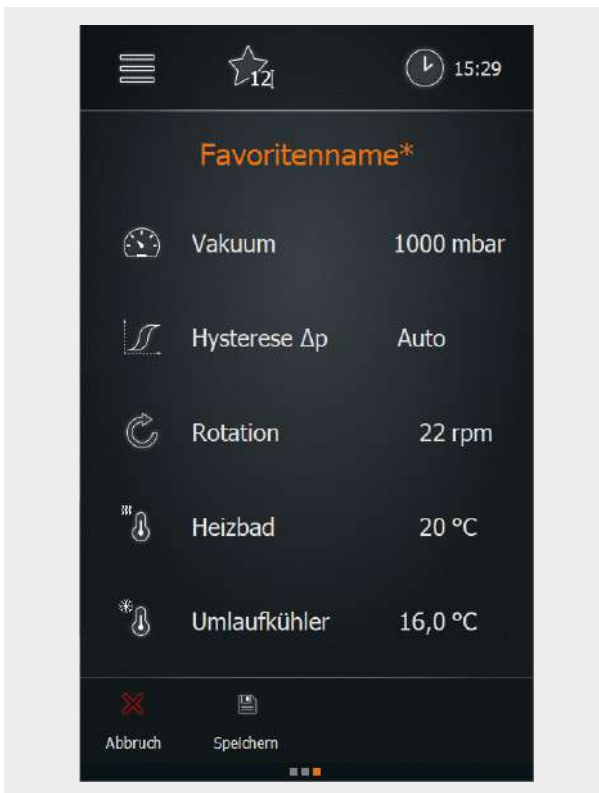 12
15:29
Favoritenname*
Vakuum 1000 mbar
Hysterese Δp Auto
Rotation 22 rpm
Heizbad 20 °C
Umlaufkühler 16,0 °C
Abbruch Speichern